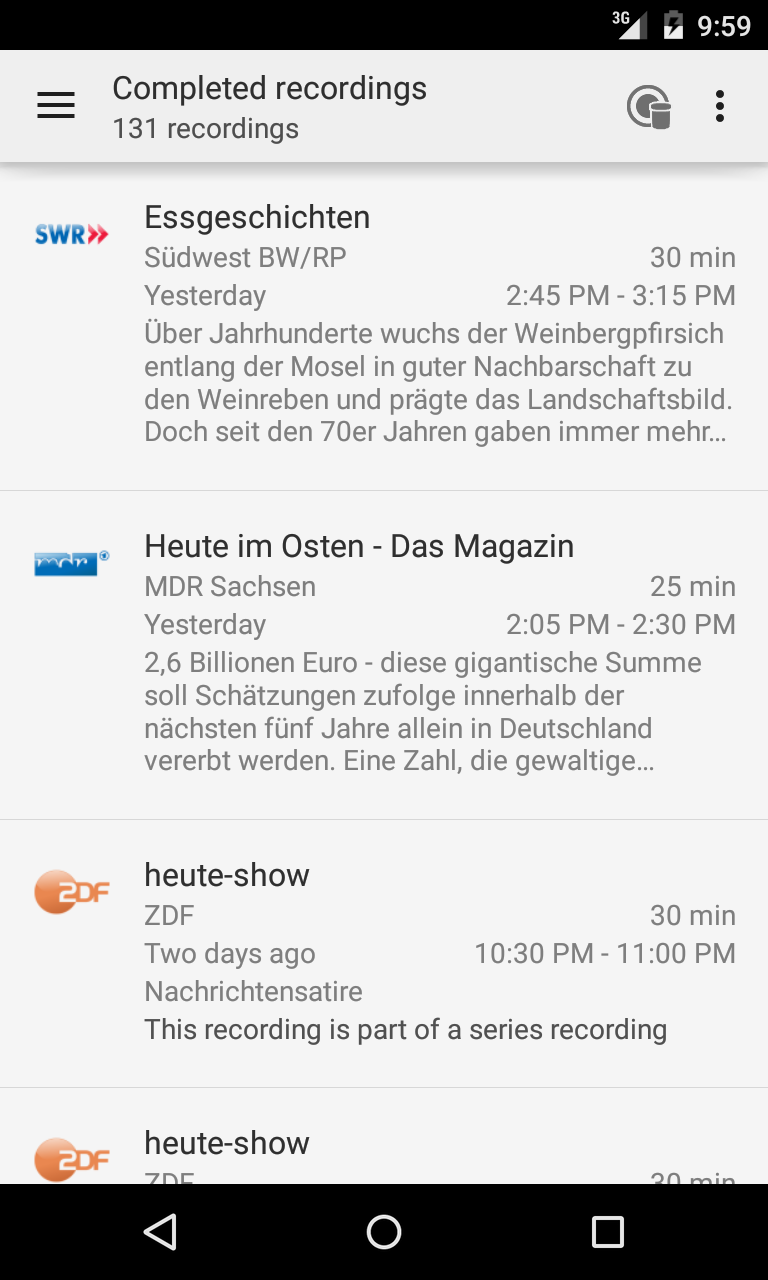 3G 9:59
Completed recordings
131 recordings
SWR
Essgeschichten
Südwest BW/RP 30 min
Yesterday 2:45 PM - 3:15 PM
Über Jahrhunderte wuchs der Weinbergpfirsich
entlang der Mosel in guter Nachbarschaft zu
den Weinreben und prägte das Landschaftsbild.
Doch seit den 70er Jahren gaben immer mehr…
mdr
Heute im Osten - Das Magazin
MDR Sachsen 25 min
Yesterday 2:05 PM - 2:30 PM
2,6 Billionen Euro - diese gigantische Summe
soll Schätzungen zufolge innerhalb der
nächsten fünf Jahre allein in Deutschland
vererbt werden. Eine Zahl, die gewaltige…
ZDF
heute-show
ZDF 30 min
Two days ago 10:30 PM - 11:00 PM
Nachrichtensatire
This recording is part of a series recording
ZDF
heute-show
ZDF 30 min